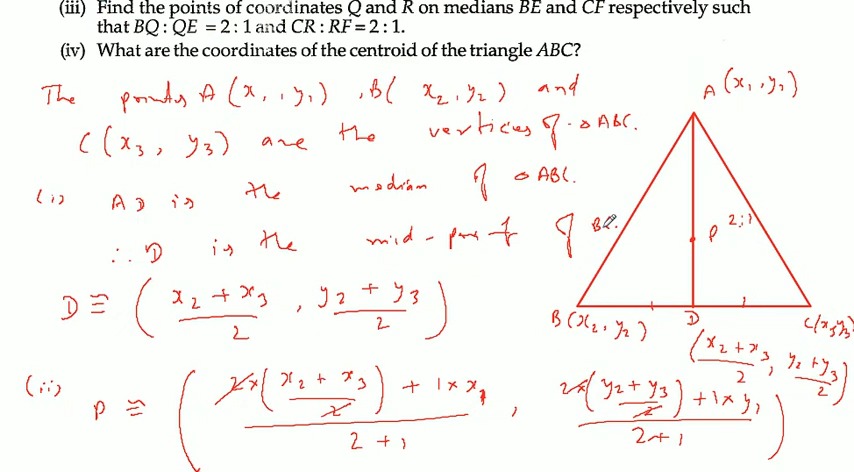 (iii) Find the points of coordinates Q and R on medians BE and CF respectively such
that BQ : QE = 2 : 1 and CR : RF = 2 : 1.
(iv) What are the coordinates of the centroid of the triangle ABC?
The points A (x₁, y₁), B( x₂, y₂ ) and
C (x₃, y₃) are the vertices of Δ ABC.
(i) AD is the median of Δ ABC.
∴ D is the mid-point of BC.
D ≡ ( (x₂ + x₃)/2 , (y₂ + y₃)/2 )
(ii) P ≡ ( (2×((x₂ + x₃)/2) + 1 × x₁)/(2 + 1) , (2×((y₂ + y₃)/2) + 1 × y₁)/(2 + 1) )
A (x₁, y₁)
P 2:1
B (x₂, y₂)
D
C (x₃, y₃)
( (x₂ + x₃)/2 , (y₂ + y₃)/2 )